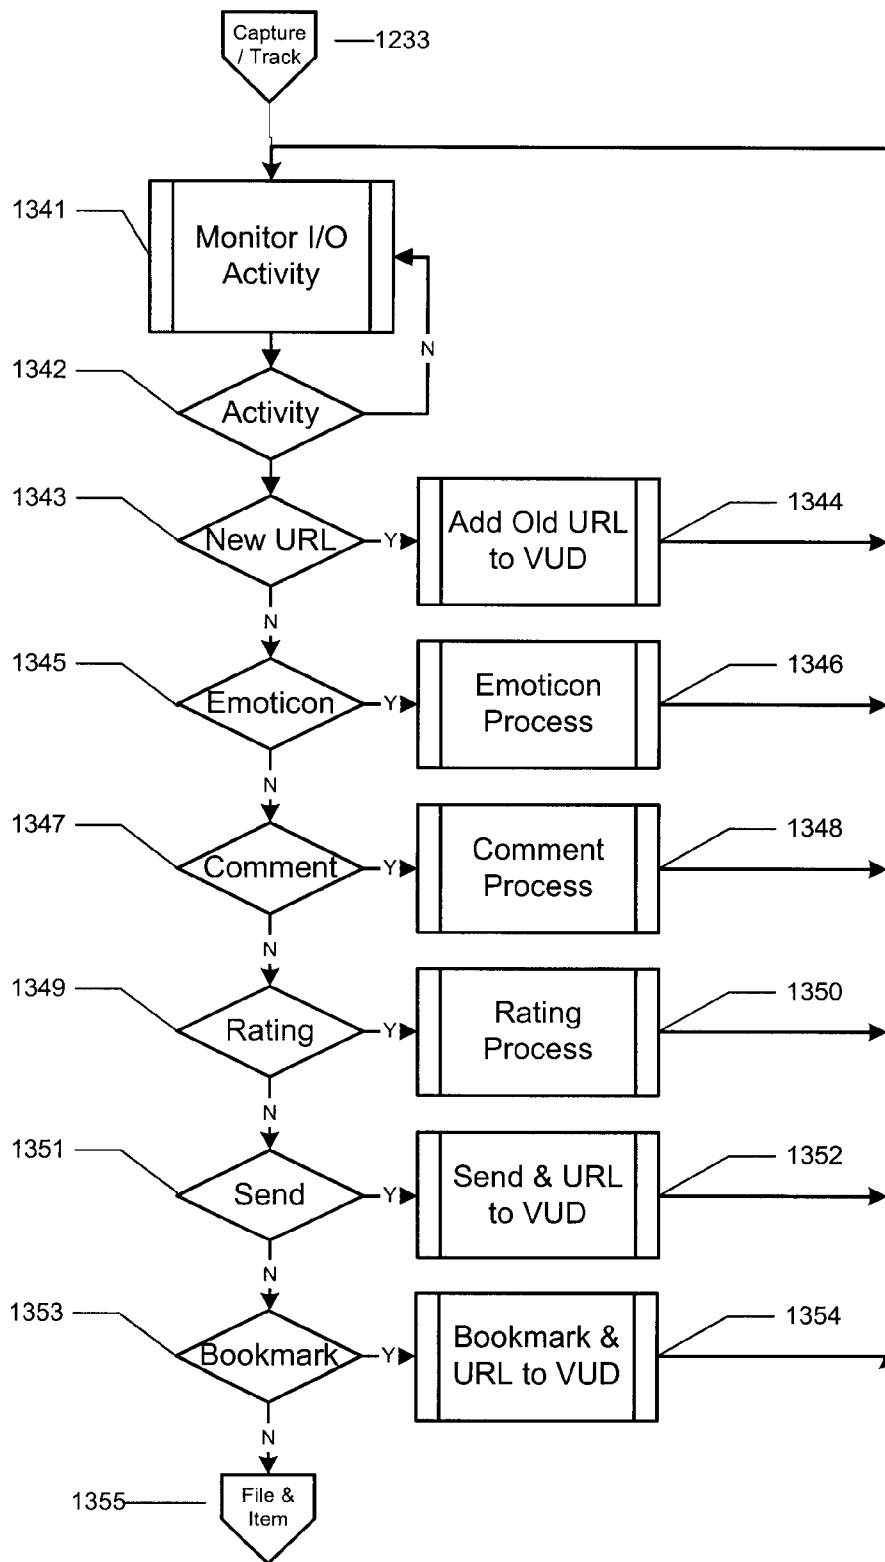 Capture
/ Track
1233
1341
Monitor I/O
Activity
N
1342
Activity
1343
New URL
Y
Add Old URL
to VUD
1344
N
1345
Emoticon
Y
Emoticon
Process
1346
N
1347
Comment
Y
Comment
Process
1348
N
1349
Rating
Y
Rating
Process
1350
N
1351
Send
Y
Send & URL
to VUD
1352
N
1353
Bookmark
Y
Bookmark &
URL to VUD
1354
N
1355
File &
Item